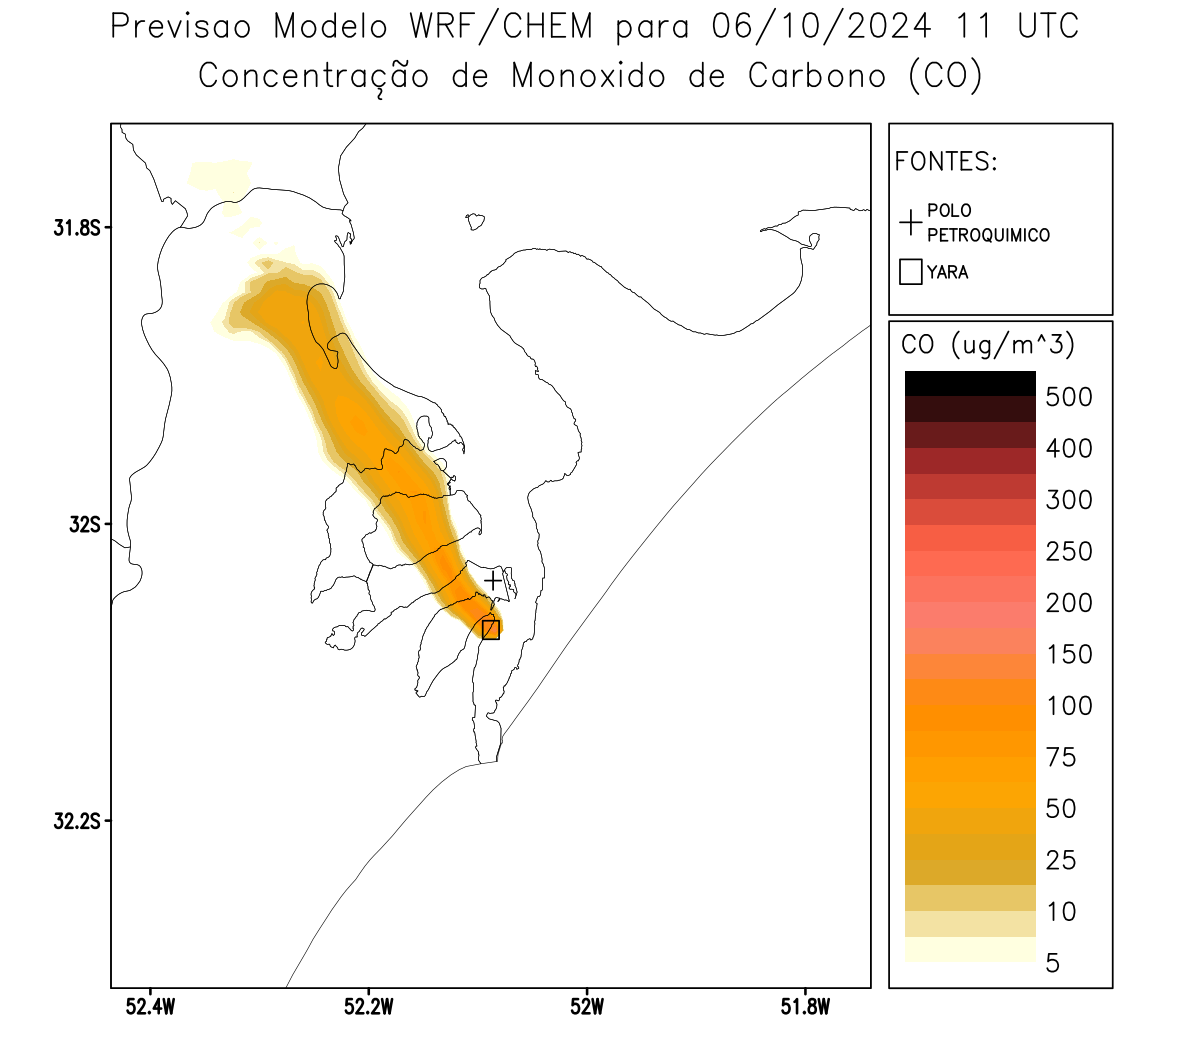 Previsao Modelo WRF/CHEM para 06/10/2024 11 UTC
Concentração de Monoxido de Carbono (CO)
FONTES:
POLO
PETROQUIMICO
YARA
CO (ug/m^3)
500
400
300
250
200
150
100
75
50
25
10
5
31.8S
32S
32.2S
52.4W
52.2W
52W
51.8W